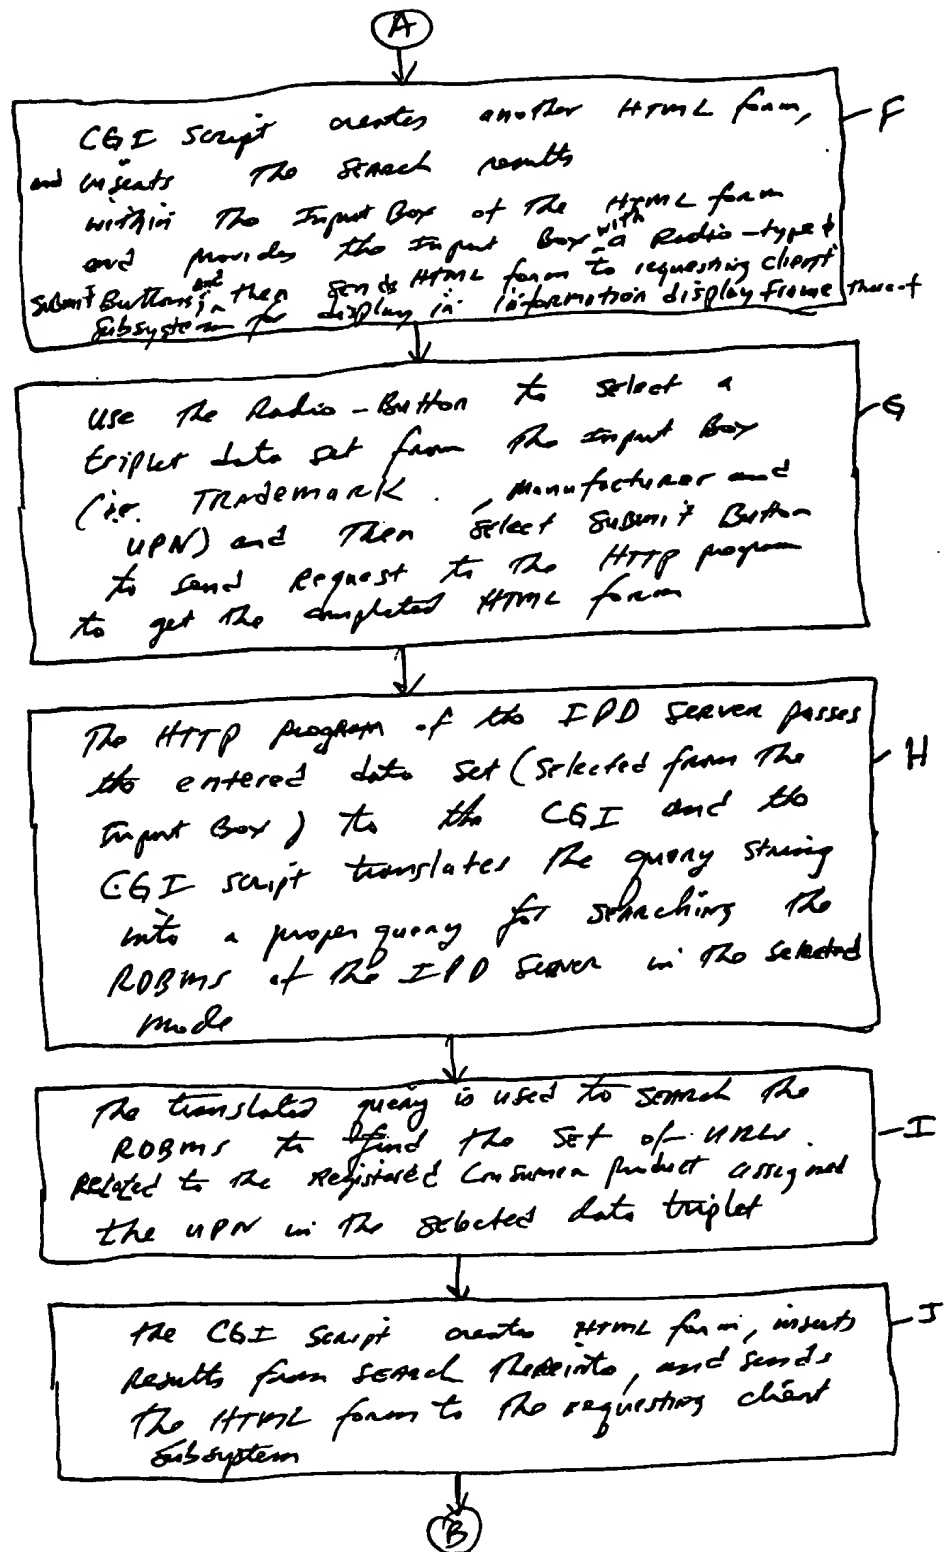 A
CGI Script creates another HTML form, F
and inserts The SEARCH results
within The Input Box of The HTML form
and provides the Input Box with a Radio-type &
Submit Buttons; and then sends HTML form to requesting client
Subsystem for display in information display frame thereof
use The Radio-Button to select a G
triplet data set from The Input Box
(i.e. TRademark, Manufacturer and
UPN) and Then select Submit Button
to send Request to The HTTP program
to get the completed HTML form
The HTTP program of the IPD SERVER passes
the entered data set (selected from The H
Input Box) to the CGI and the
CGI script translates The query string
into a proper query for searching the
RDBMS of the IPD Server in The selected
mode
The translated query is used to SEARCH The
RDBMS to find the SET of URLs. I
Related to The Registered Consumer product assigned
the UPN in The selected data triplet
the CGI Script creates HTML form, inserts J
Results from SEARCH thereinto, and sends
the HTML form to the requesting client
Subsystem
B